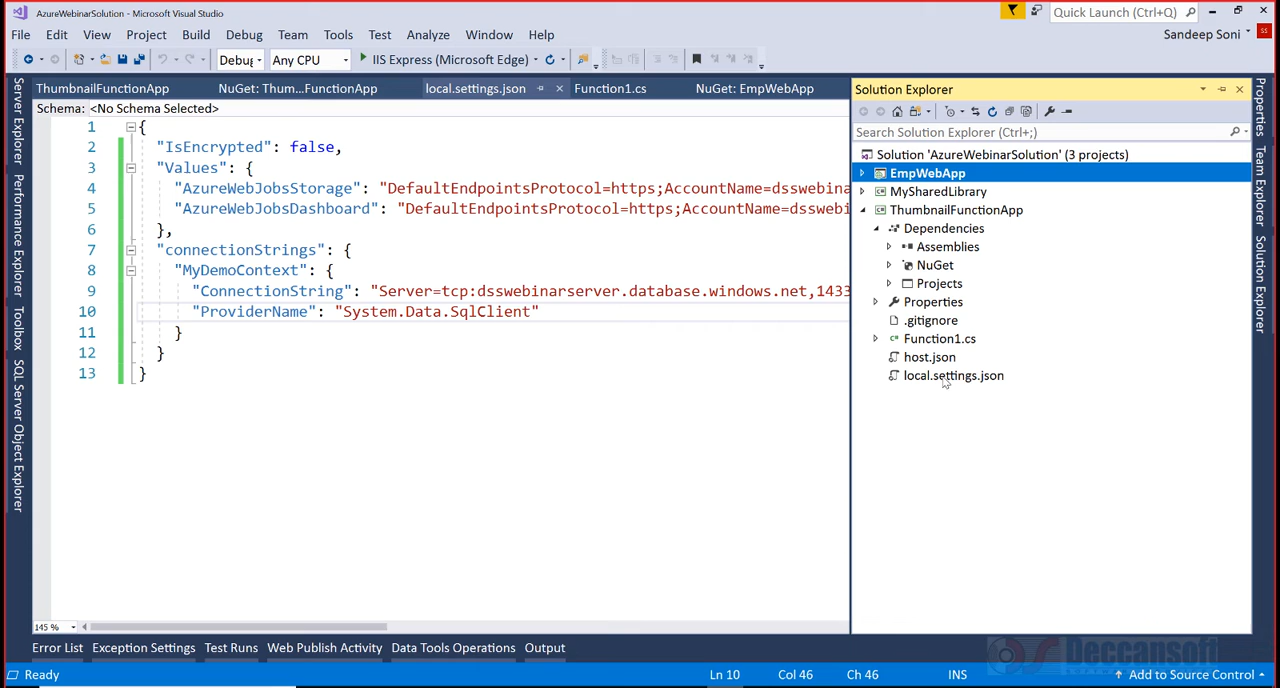 AzureWebinarSolution - Microsoft Visual Studio
Quick Launch (Ctrl+Q)
File Edit View Project Build Debug Team Tools Test Analyze Window Help
Sandeep Soni
SS
Debug Any CPU IIS Express (Microsoft Edge)
ThumbnailFunctionApp NuGet: Thum...FunctionApp local.settings.json Function1.cs NuGet: EmpWebApp
Schema: <No Schema Selected>
1 {
2 "IsEncrypted": false,
3 "Values": {
4 "AzureWebJobsStorage": "DefaultEndpointsProtocol=https;AccountName=dsswebina
5 "AzureWebJobsDashboard": "DefaultEndpointsProtocol=https;AccountName=dsswebi
6 },
7 "connectionStrings": {
8 "MyDemoContext": {
9 "ConnectionString": "Server=tcp:dsswebinarserver.database.windows.net,1433
10 "ProviderName": "System.Data.SqlClient"
11 }
12 }
13 }
145 %
Solution Explorer
Search Solution Explorer (Ctrl+;)
Solution 'AzureWebinarSolution' (3 projects)
EmpWebApp
MySharedLibrary
ThumbnailFunctionApp
Dependencies
Assemblies
NuGet
Projects
Properties
.gitignore
Function1.cs
host.json
local.settings.json
Server Explorer
Performance Explorer
Toolbox
SQL Server Object Explorer
Properties
Team Explorer
Solution Explorer
Error List Exception Settings Test Runs Web Publish Activity Data Tools Operations Output
Deccansoft
Ready Ln 10 Col 46 Ch 46 INS Add to Source Control